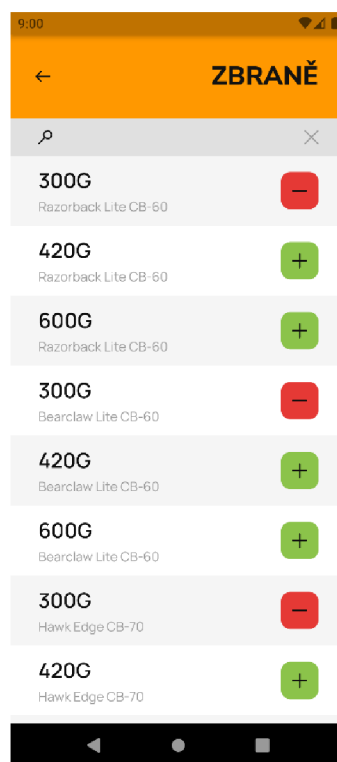 9:00
ZBRANĚ
300G
Razorback Lite CB-60
420G
Razorback Lite CB-60
600G
Razorback Lite CB-60
300G
Bearclaw Lite CB-60
420G
Bearclaw Lite CB-60
600G
Bearclaw Lite CB-60
300G
Hawk Edge CB-70
420G
Hawk Edge CB-70